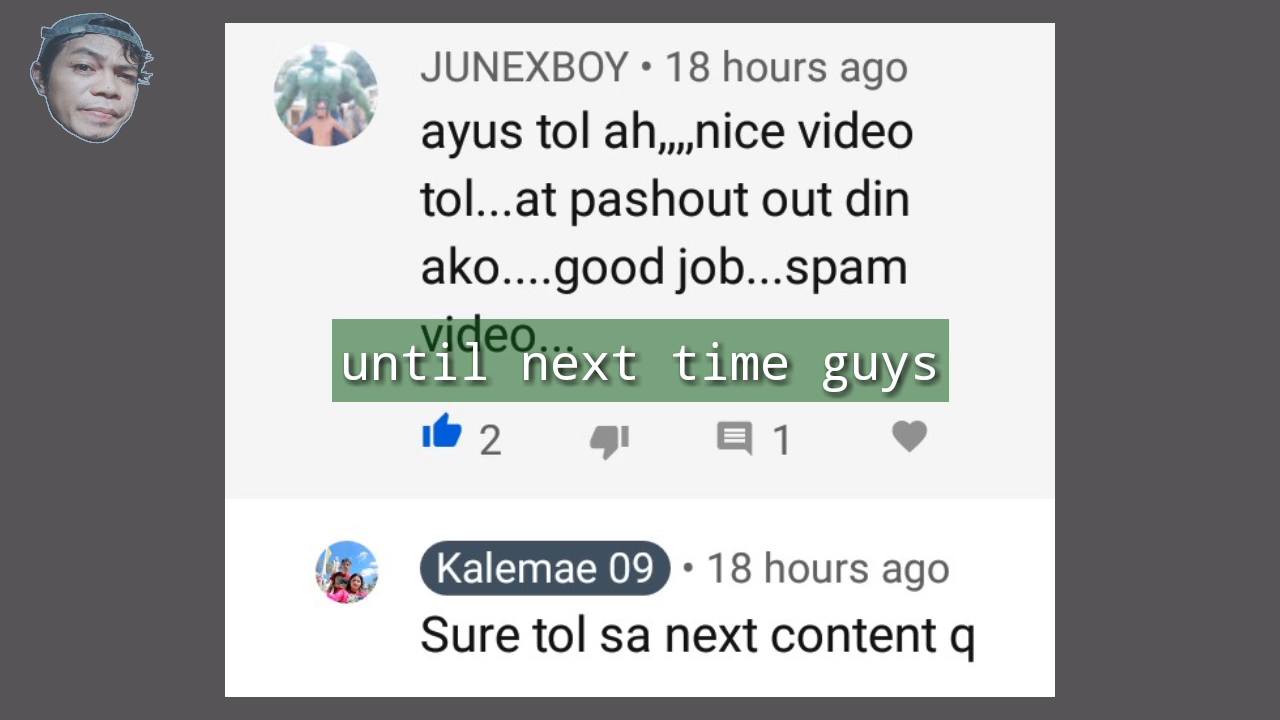 JUNEXBOY • 18 hours ago
ayus tol ah,,,,nice video
tol...at pashout out din
ako....good job...spam
video...
until next time guys
2 1
Kalemae 09 • 18 hours ago
Sure tol sa next content q